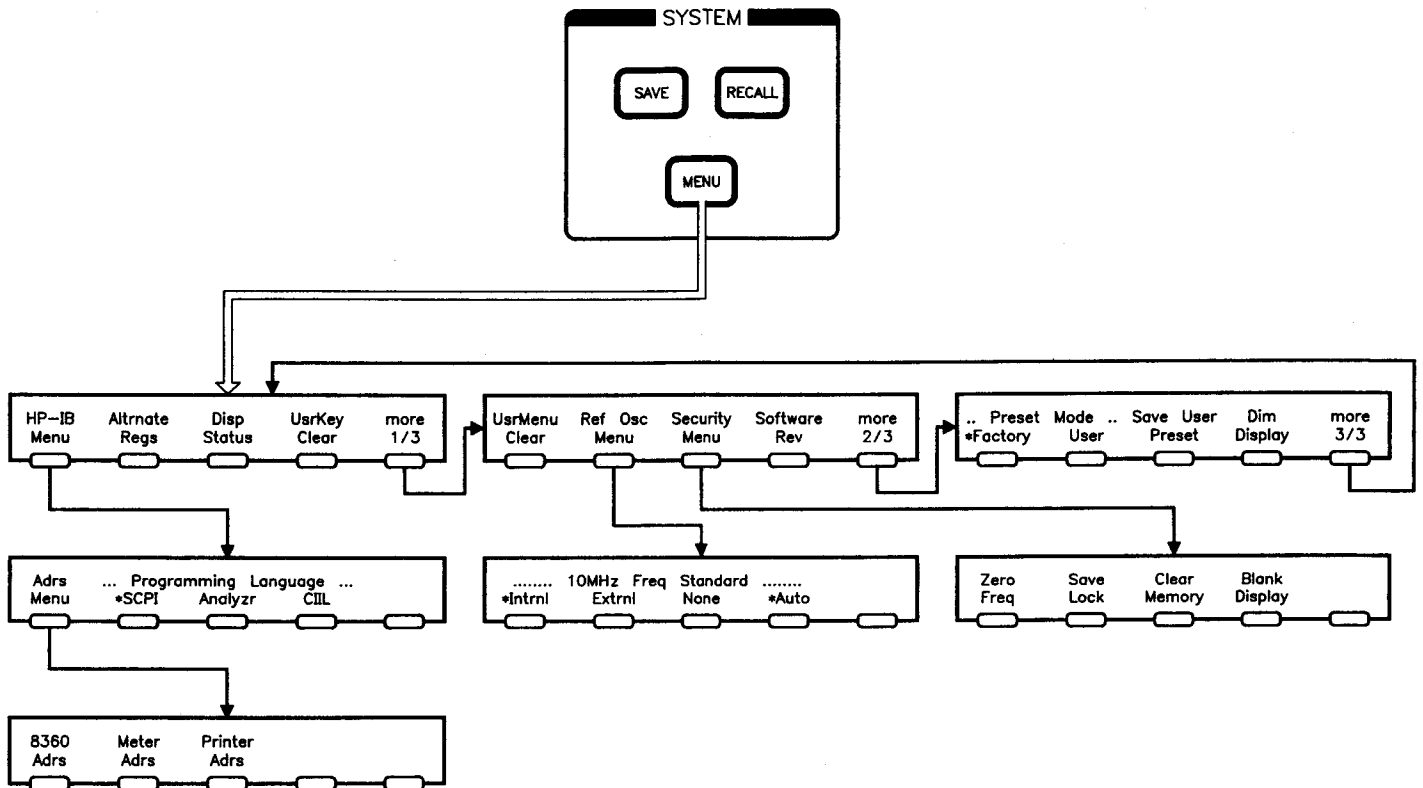 SYSTEM
SAVE RECALL
MENU
HP-IB Altrnate Disp UsrKey more
Menu Regs Status Clear 1/3
UsrMenu Ref Osc Security Software more
Clear Menu Menu Rev 2/3
.. Preset Mode .. Save User Dim more
*Factory User Preset Display 3/3
Adrs ... Programming Language ...
Menu *SCPI Analyzr CIIL
........ 10MHz Freq Standard ........
*Intrnl Extrnl None *Auto
Zero Save Clear Blank
Freq Lock Memory Display
8360 Meter Printer
Adrs Adrs Adrs